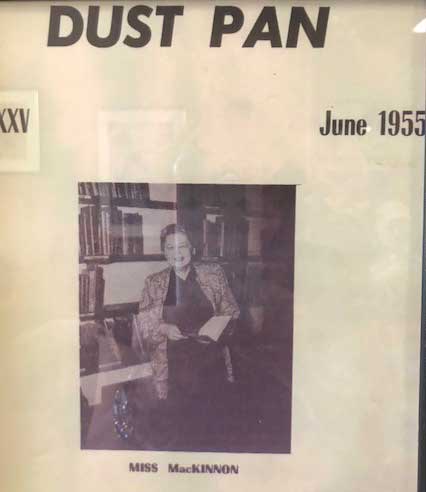 DUST PAN
XXV June 1955
MISS MacKINNON